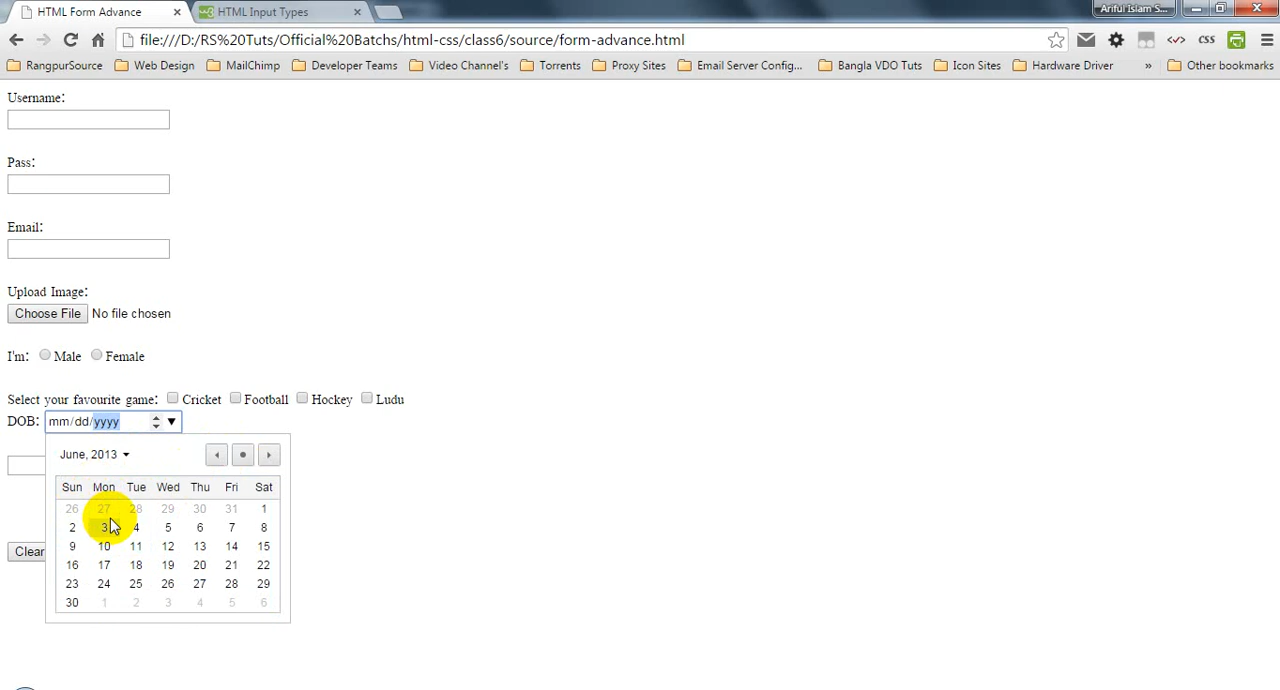 HTML Form Advance
HTML Input Types
Ariful Islam S...
file:///D:/RS%20Tuts/Official%20Batchs/html-css/class6/source/form-advance.html
CSS
RangpurSource Web Design MailChimp Developer Teams Video Channel's Torrents Proxy Sites Email Server Config... Bangla VDO Tuts Icon Sites Hardware Driver » Other bookmarks
Username:
Pass:
Email:
Upload Image:
Choose File No file chosen
I'm: Male Female
Select your favourite game: Cricket Football Hockey Ludu
DOB: mm/dd/yyyy
June, 2013
Sun Mon Tue Wed Thu Fri Sat
26 27 28 29 30 31 1
2 3 4 5 6 7 8
9 10 11 12 13 14 15
16 17 18 19 20 21 22
23 24 25 26 27 28 29
30 1 2 3 4 5 6
Clear